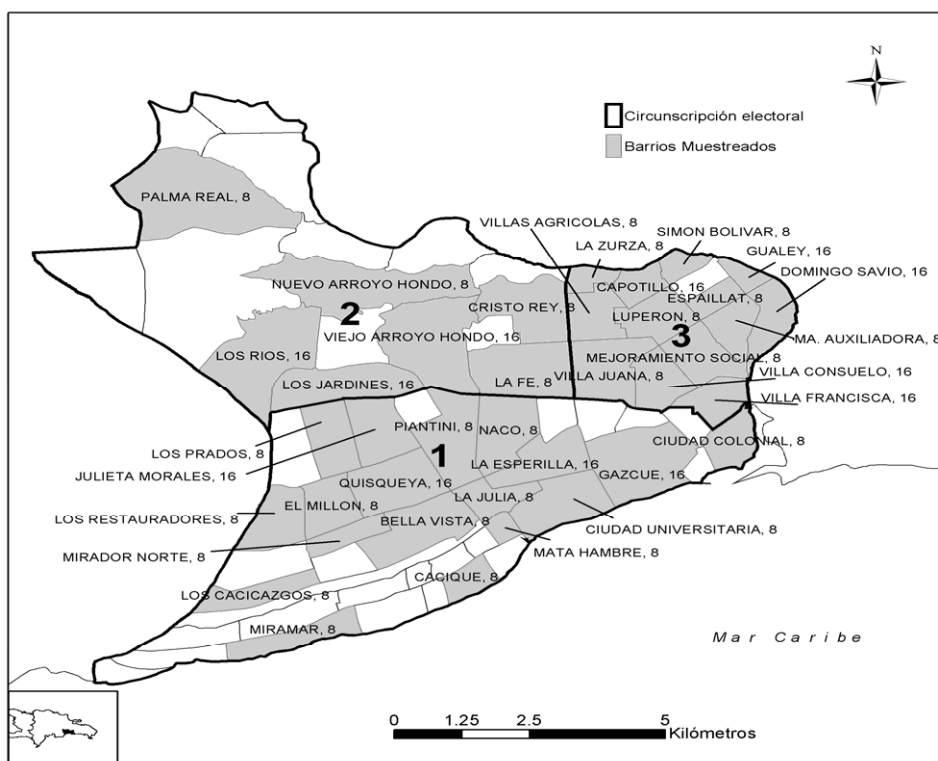 N
Circunscripción electoral
Barrios Muestreados
PALMA REAL, 8
VILLAS AGRICOLAS, 8
SIMON BOLIVAR, 8
LA ZURZA, 8
GUALEY, 16
DOMINGO SAVIO, 16
NUEVO ARROYO HONDO, 8
CAPOTILLO, 16
ESPAILLAT, 8
CRISTO REY, 8
LUPERON, 8
2
3
VIEJO ARROYO HONDO, 16
MA. AUXILIADORA, 8
LOS RIOS, 16
MEJORAMIENTO SOCIAL, 8
VILLA CONSUELO, 16
LOS JARDINES, 16
LA FE, 8
VILLA JUANA, 8
VILLA FRANCISCA, 16
PIANTINI, 8
NACO, 8
CIUDAD COLONIAL, 8
LOS PRADOS, 8
1
JULIETA MORALES, 16
LA ESPERILLA, 16
GAZCUE, 16
QUISQUEYA, 16
LA JULIA, 8
EL MILLON, 8
LOS RESTAURADORES, 8
BELLA VISTA, 8
CIUDAD UNIVERSITARIA, 8
MIRADOR NORTE, 8
MATA HAMBRE, 8
CACIQUE, 8
LOS CACICAZGOS, 8
MIRAMAR, 8
Mar Caribe
0 1.25 2.5 5
Kilómetros